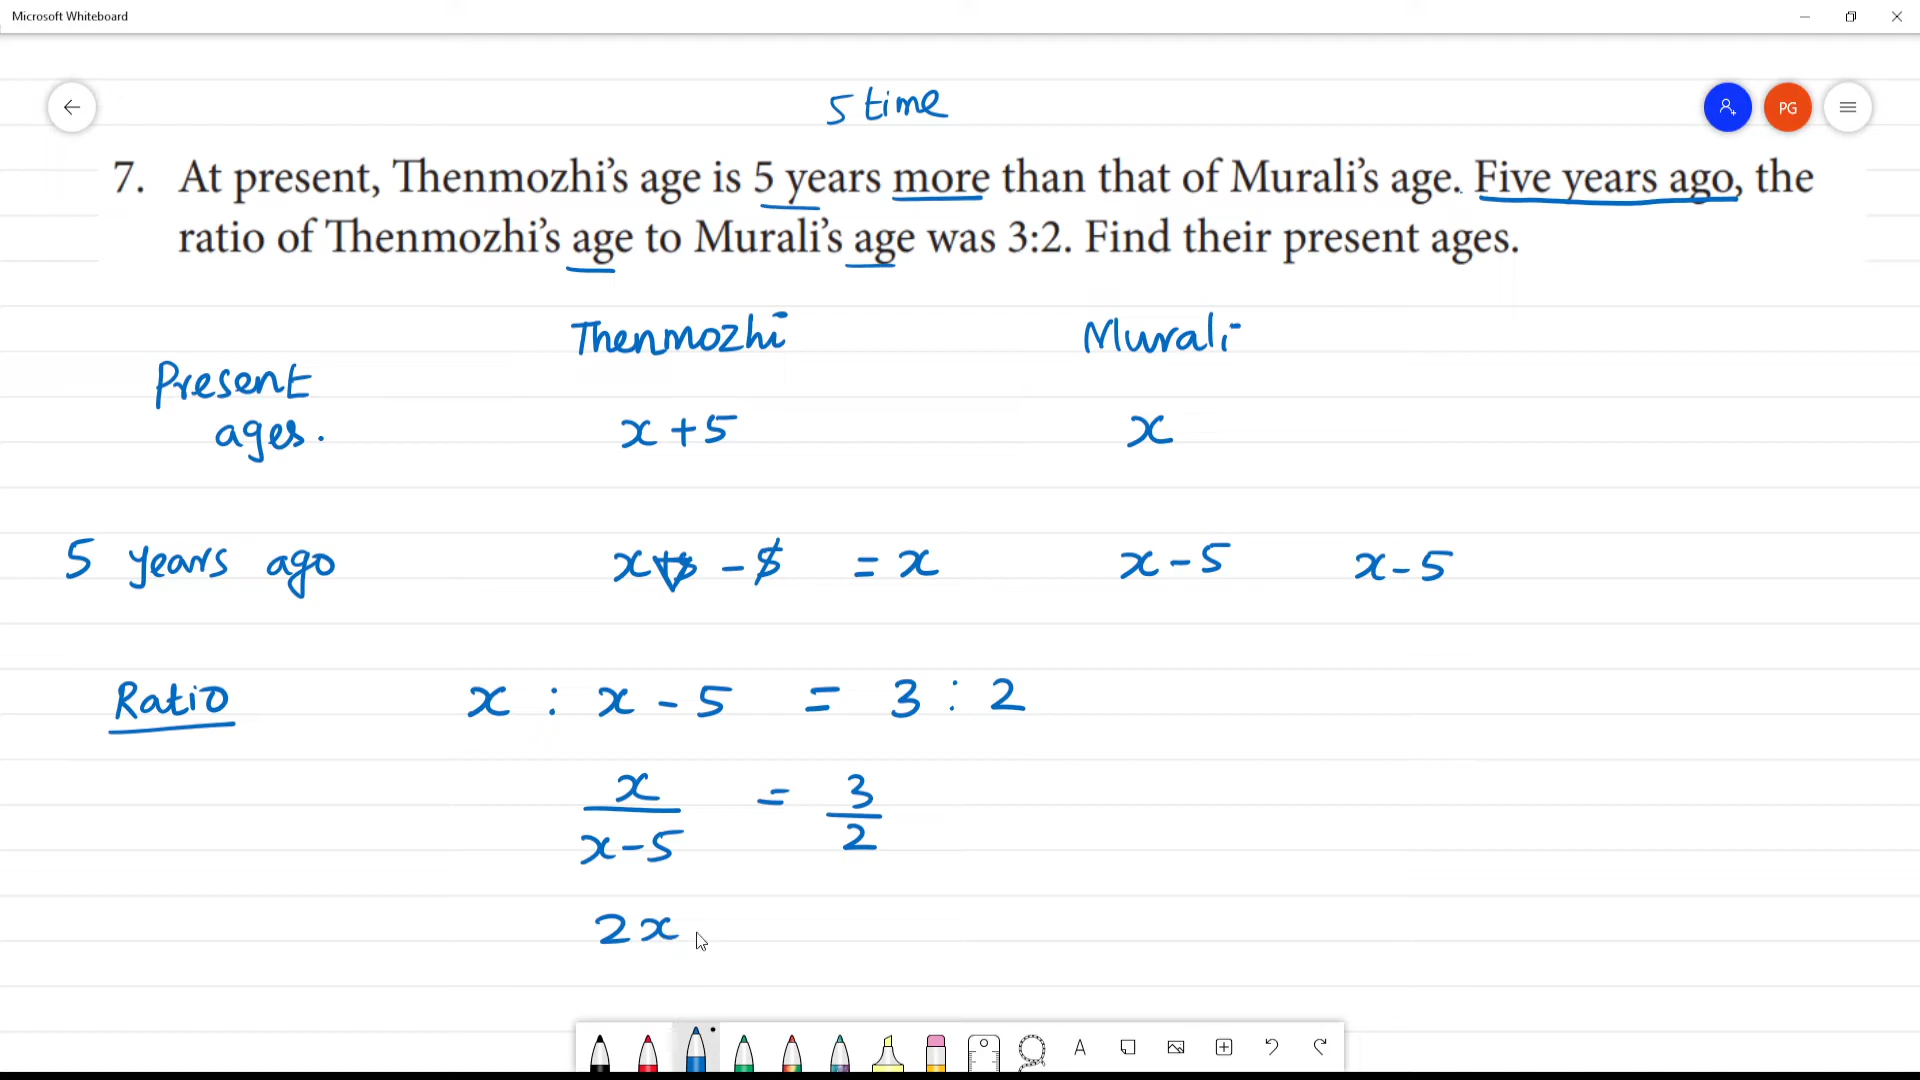 Microsoft Whiteboard
5 time
PG
7. At present, Thenmozhi's age is 5 years more than that of Murali's age. Five years ago, the
ratio of Thenmozhi's age to Murali's age was 3:2. Find their present ages.
Thenmozhi Murali
Present
ages. x + 5 x
5 years ago x + 5 - 5 = x x - 5 x - 5
Ratio x : x - 5 = 3 : 2
x/(x-5) = 3/2
2x
A